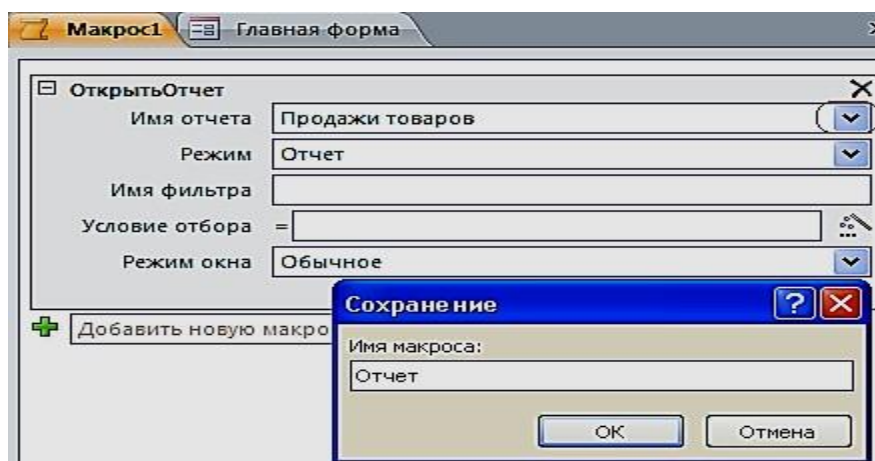 Макрос1 Главная форма
ОткрытьОтчет
Имя отчета Продажи товаров
Режим Отчет
Имя фильтра
Условие отбора =
Режим окна Обычное
Сохранение
Добавить новую макро
Имя макроса:
Отчет
ОК Отмена